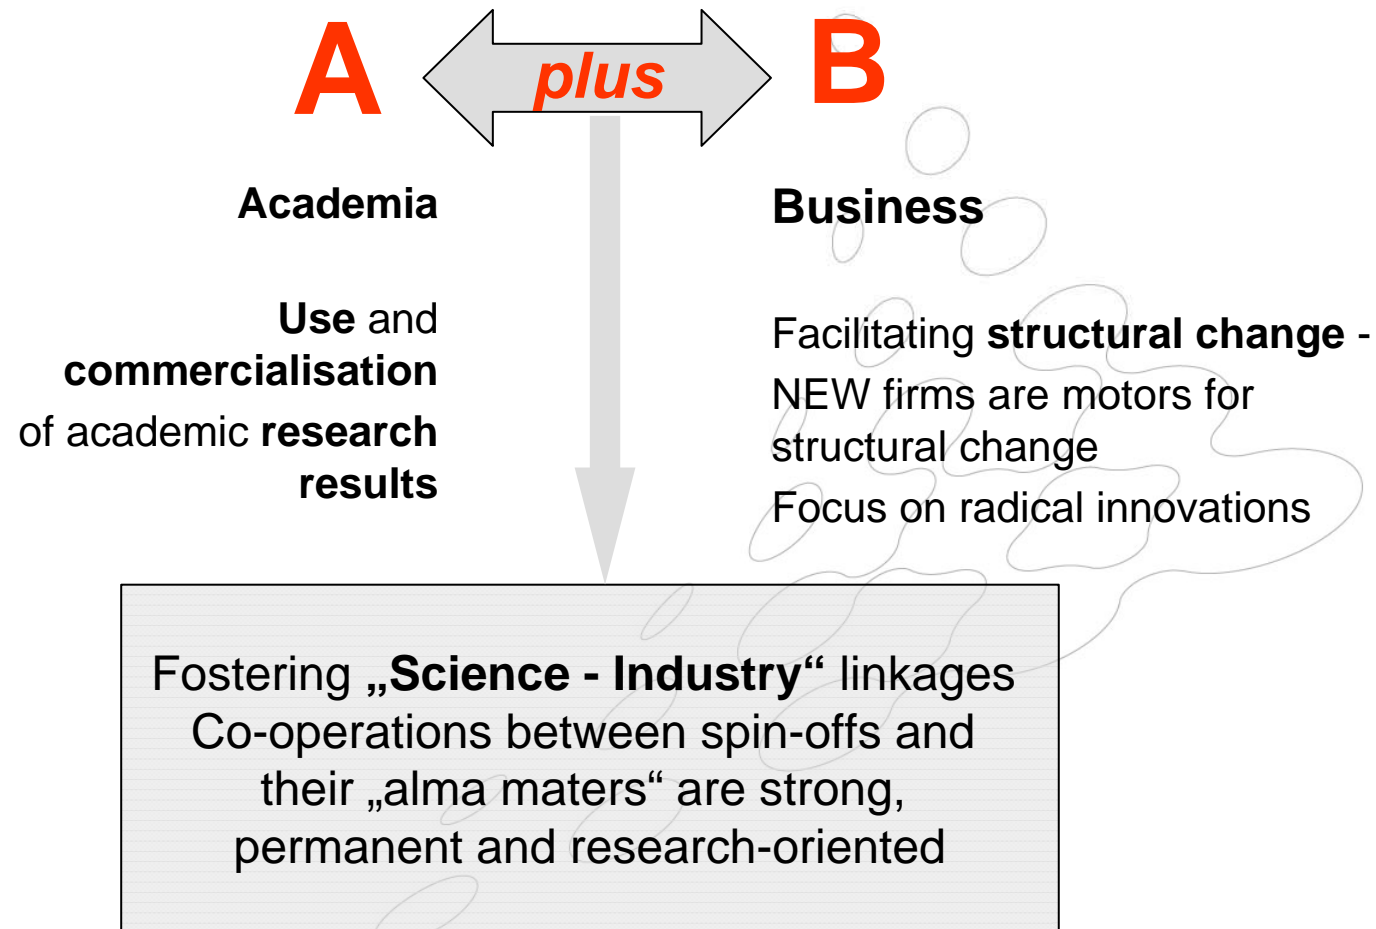 A plus B
Academia
Use and
commercialisation
of academic research
results
Business
Facilitating structural change -
NEW firms are motors for
structural change
Focus on radical innovations
Fostering „Science - Industry“ linkages
Co-operations between spin-offs and
their „alma maters“ are strong,
permanent and research-oriented